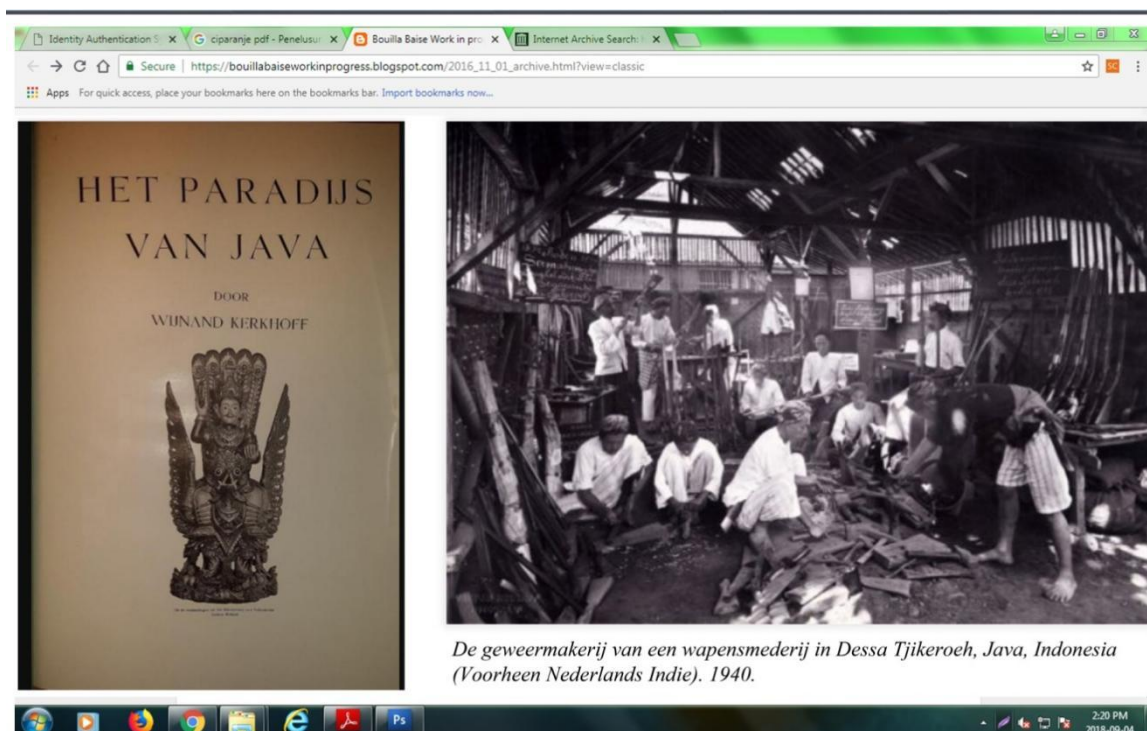 Identity Authentication S
ciparanje pdf - Penelusur
Bouilla Baise Work in pro
Internet Archive Search:
Secure | https://bouillabaiseworkinprogress.blogspot.com/2016_11_01_archive.html?view=classic
SC
Apps For quick access, place your bookmarks here on the bookmarks bar. Import bookmarks now...
HET PARADIJS
VAN JAVA
DOOR
WIJNAND KERKHOFF
De geweermakerij van een wapensmederij in Dessa Tjikeroeh, Java, Indonesia
(Voorheen Nederlands Indie). 1940.
Ps
2:20 PM
2018-09-04